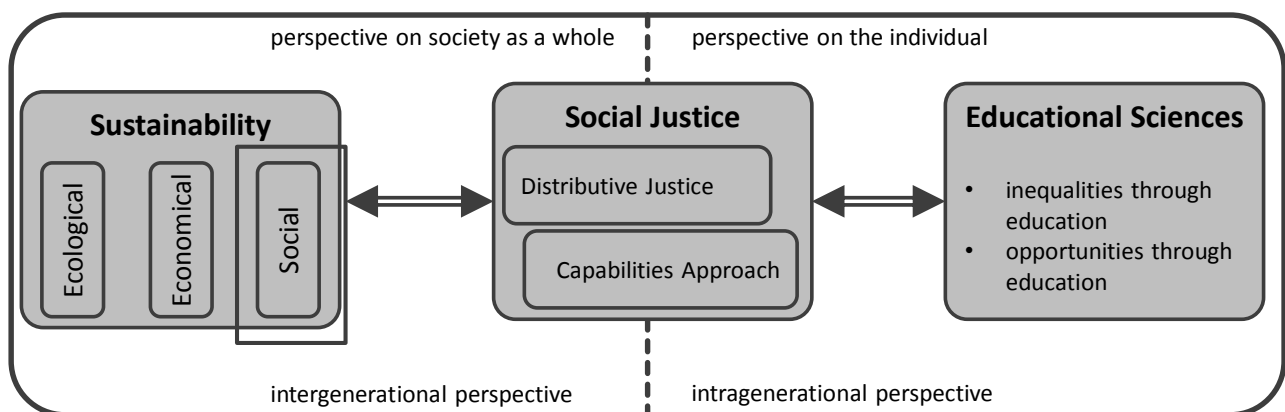 perspective on society as a whole
perspective on the individual
Sustainability
Ecological
Economical
Social
Social Justice
Distributive Justice
Capabilities Approach
Educational Sciences
• inequalities through
education
• opportunities through
education
intergenerational perspective
intragenerational perspective